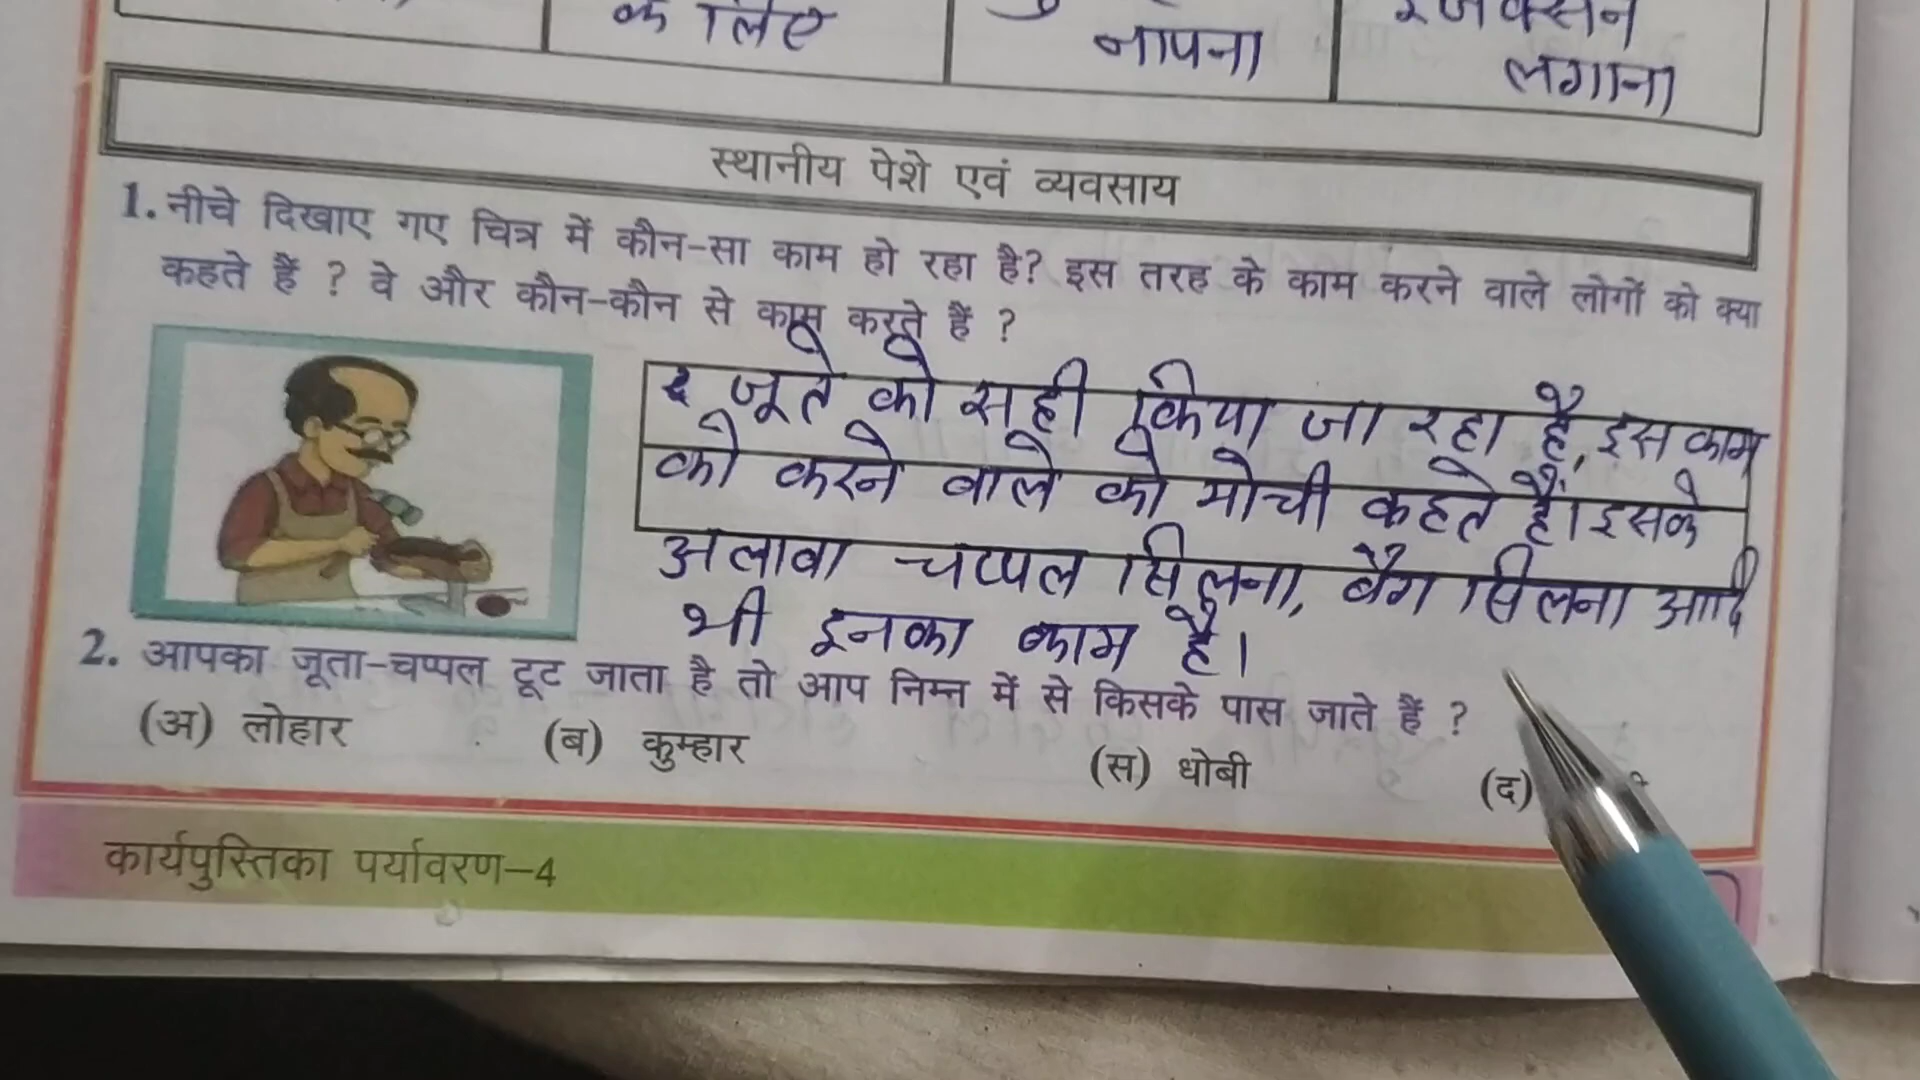 के लिए
नापना
लगाना
स्थानीय पेशे एवं व्यवसाय
1. नीचे दिखाए गए चित्र में कौन-सा काम हो रहा है? इस तरह के काम करने वाले लोगों को क्या
कहते हैं ? वे और कौन-कौन से काम करते हैं ?
जूते को सही किया जा रहा है, इस काम
को करने वाले को मोची कहते हैं। इसके
अलावा चप्पल सिलना, बैग सिलना आदि
भी इनका काम है।
2. आपका जूता-चप्पल टूट जाता है तो आप निम्न में से किसके पास जाते हैं ?
(अ) लोहार (ब) कुम्हार (स) धोबी (द)
कार्यपुस्तिका पर्यावरण–4